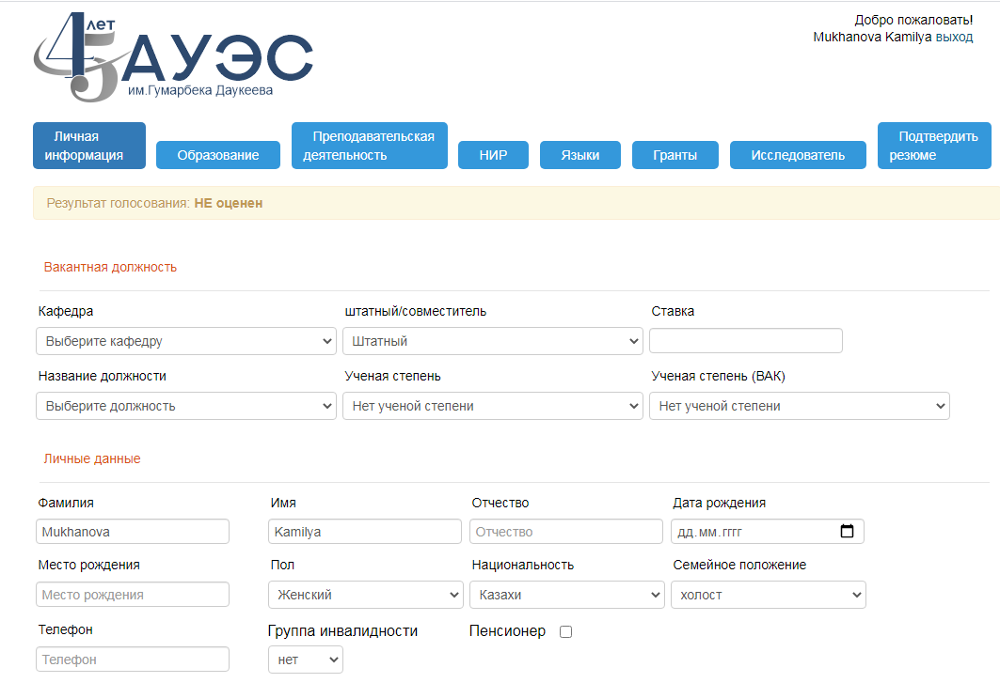 45 лет
АУЭС
им.Гумарбека Даукеева
Добро пожаловать!
Mukhanova Kamilya выход
Личная
информация
Образование
Преподавательская
деятельность
НИР
Языки
Гранты
Исследователь
Подтвердить
резюме
Результат голосования: НЕ оценен
Вакантная должность
Кафедра
штатный/совместитель
Ставка
Выберите кафедру
Штатный
Название должности
Ученая степень
Ученая степень (ВАК)
Выберите должность
Нет ученой степени
Нет ученой степени
Личные данные
Фамилия
Имя
Отчество
Дата рождения
Mukhanova
Kamilya
Отчество
дд.мм.гггг
Место рождения
Пол
Национальность
Семейное положение
Место рождения
Женский
Казахи
холост
Телефон
Группа инвалидности
Пенсионер
Телефон
нет